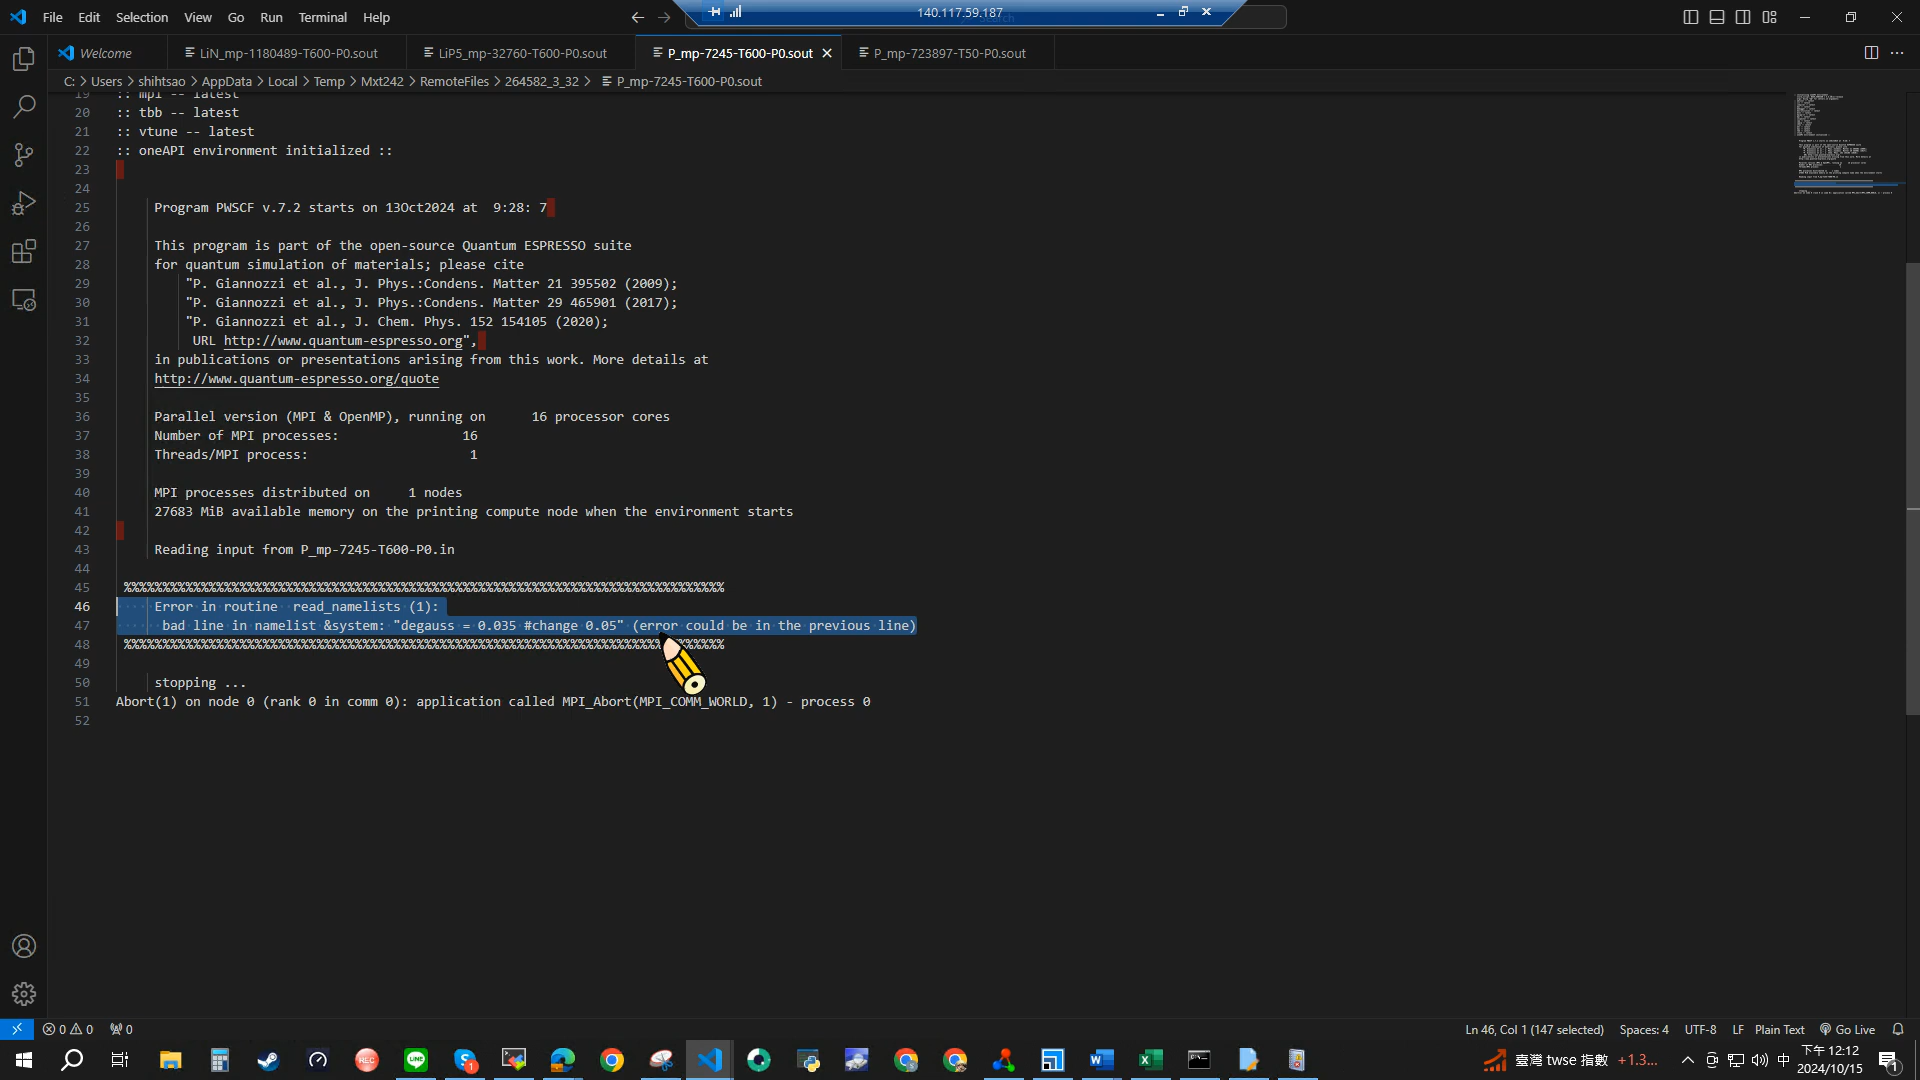 File Edit Selection View Go Run Terminal Help
140.117.59.187
Welcome
LiN_mp-1180489-T600-P0.sout
LiP5_mp-32760-T600-P0.sout
P_mp-7245-T600-P0.sout
P_mp-723897-T50-P0.sout
C: > Users > shihtsao > AppData > Local > Temp > Mxt242 > RemoteFiles > 264582_3_32 > P_mp-7245-T600-P0.sout
19 :: mpi -- latest
20 :: tbb -- latest
21 :: vtune -- latest
22 :: oneAPI environment initialized ::
23
24
25 Program PWSCF v.7.2 starts on 13Oct2024 at  9:28: 7
26
27 This program is part of the open-source Quantum ESPRESSO suite
28 for quantum simulation of materials; please cite
29 "P. Giannozzi et al., J. Phys.:Condens. Matter 21 395502 (2009);
30 "P. Giannozzi et al., J. Phys.:Condens. Matter 29 465901 (2017);
31 "P. Giannozzi et al., J. Chem. Phys. 152 154105 (2020);
32 URL http://www.quantum-espresso.org",
33 in publications or presentations arising from this work. More details at
34 http://www.quantum-espresso.org/quote
35
36 Parallel version (MPI & OpenMP), running on      16 processor cores
37 Number of MPI processes:                16
38 Threads/MPI process:                     1
39
40 MPI processes distributed on     1 nodes
41 27683 MiB available memory on the printing compute node when the environment starts
42
43 Reading input from P_mp-7245-T600-P0.in
44
45 %%%%%%%%%%%%%%%%%%%%%%%%%%%%%%%%%%%%%%%%%%%%%%%%%%%%%%%%%%%%%%%%%%%%%%%%%%%%%%%%
46 Error in routine  read_namelists (1):
47 bad line in namelist &system: "degauss = 0.035 #change 0.05" (error could be in the previous line)
48 %%%%%%%%%%%%%%%%%%%%%%%%%%%%%%%%%%%%%%%%%%%%%%%%%%%%%%%%%%%%%%%%%%%%%%%%%%%%%%%%
49
50 stopping ...
51 Abort(1) on node 0 (rank 0 in comm 0): application called MPI_Abort(MPI_COMM_WORLD, 1) - process 0
52
0 0 0
Ln 46, Col 1 (147 selected) Spaces: 4 UTF-8 LF Plain Text Go Live
臺灣 twse 指數 +1.3...
中
下午 12:12
2024/10/15